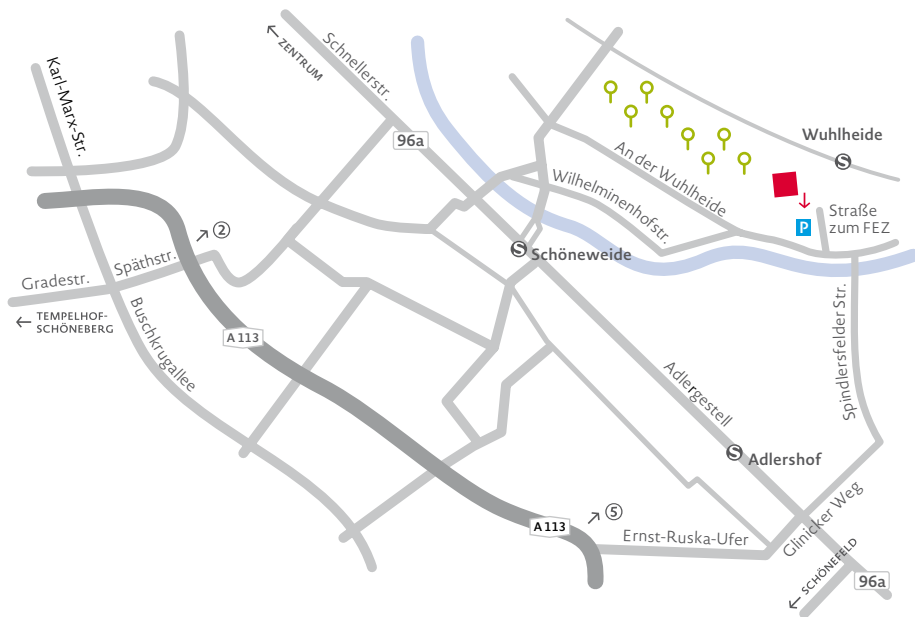 ← ZENTRUM
Schnellerstr.
Karl-Marx-Str.
96a
Wuhlheide
S
An der Wuhlheide
Wilhelminenhofstr.
↓
P
Straße
zum FEZ
↗ ②
S Schöneweide
Späthstr.
Gradestr.
← TEMPELHOF-
SCHÖNEBERG
Buschkrugallee
A 113
Spindlersfelder Str.
Adlergestell
S
Adlershof
↗ ⑤
A 113
Ernst-Ruska-Ufer
Glinicker Weg
← SCHÖNEFELD
96a